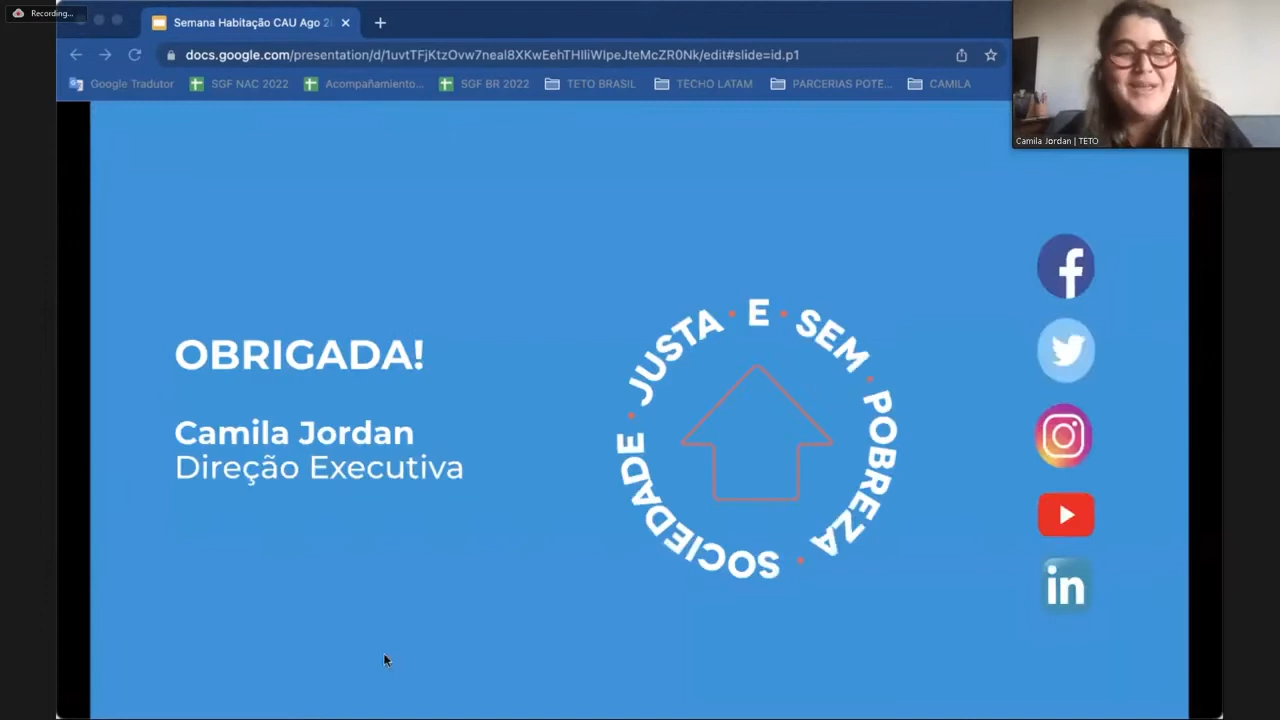 Recording...
Semana Habitação CAU Ago 2
docs.google.com/presentation/d/1uvtTFjKtzOvw7neal8XKwEehTHIliWIpeJteMcZR0Nk/edit#slide=id.p1
Google Tradutor
SGF NAC 2022
Acompañamiento...
SGF BR 2022
TETO BRASIL
TECHO LATAM
PARCERIAS POTE...
CAMILA
Camila Jordan | TETO
OBRIGADA!
Camila Jordan
Direção Executiva
SOCIEDADE · JUSTA · E · SEM · POBREZA ·
f
in